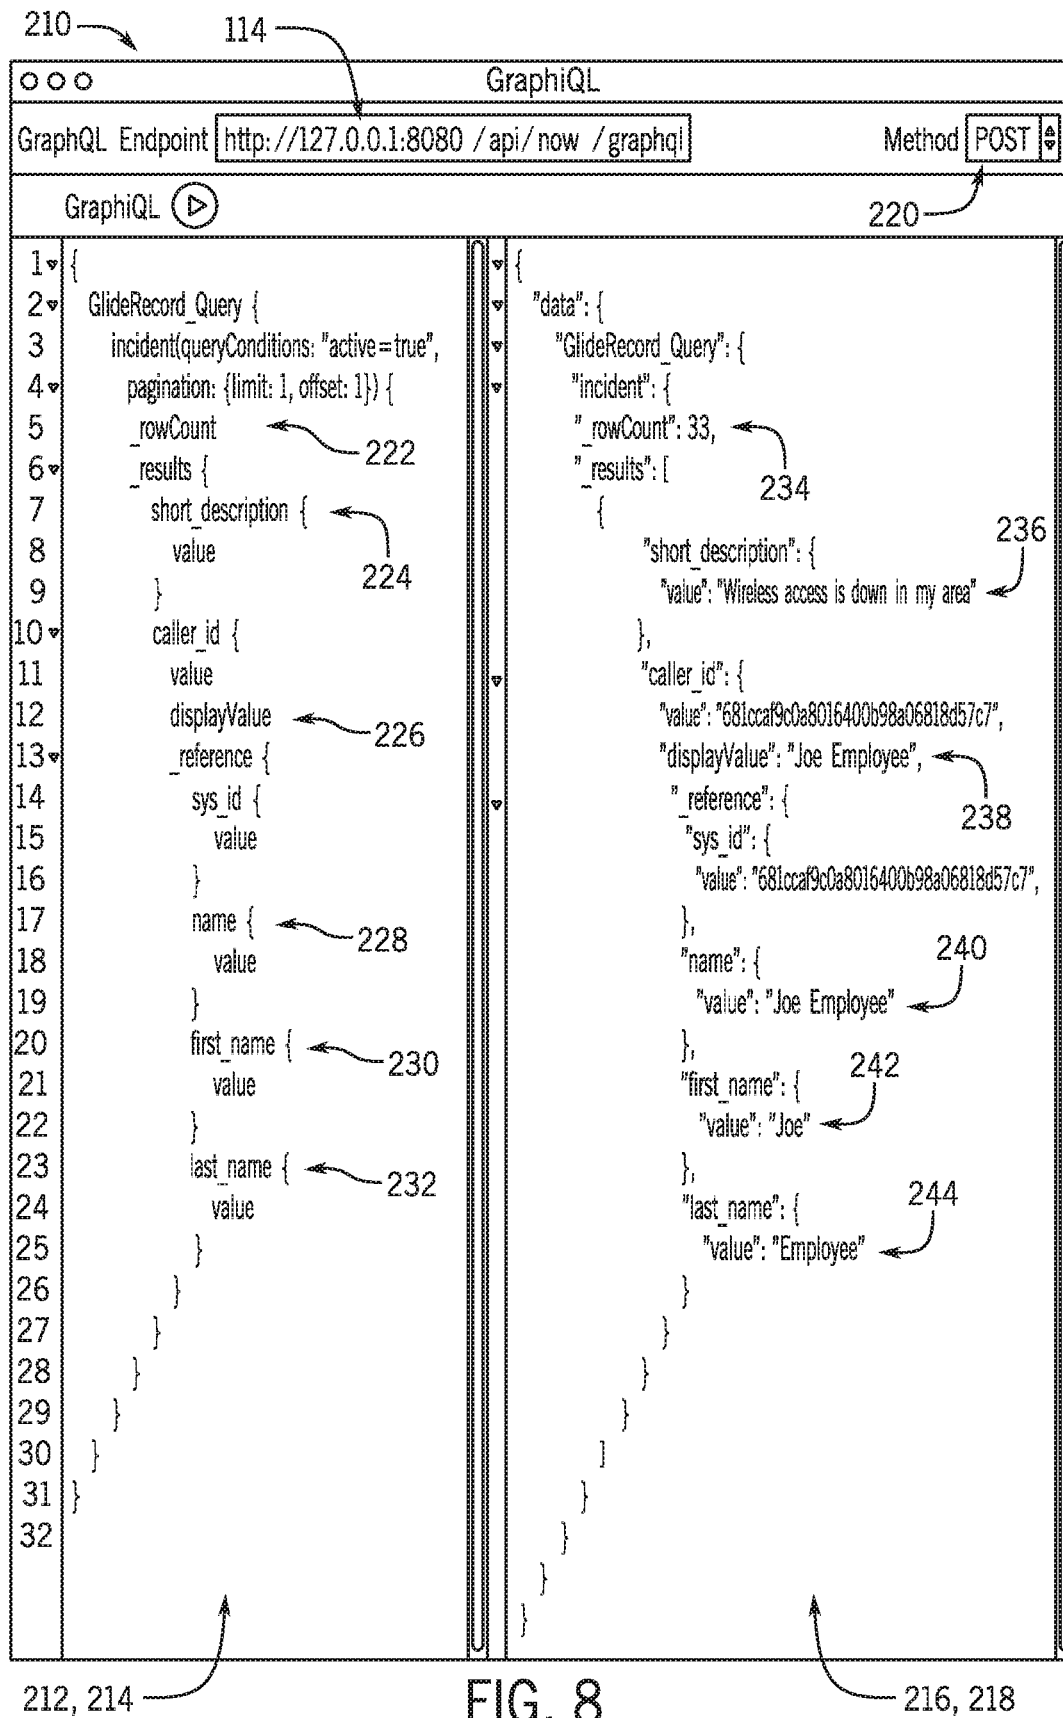 210
114
GraphiQL
GraphQL Endpoint http://127.0.0.1:8080 /api/now /graphql Method POST
GraphiQL
220
1 {
2 GlideRecord_Query {
3 incident(queryConditions: "active=true",
4 pagination: {limit: 1, offset: 1}) {
5 _rowCount
222
6 _results {
7 short_description {
8 value
224
9 }
10 caller_id {
11 value
12 displayValue
226
13 _reference {
14 sys_id {
15 value
16 }
17 name {
228
18 value
19 }
20 first_name {
230
21 value
22 }
23 last_name {
232
24 value
25 }
26 }
27 }
28 }
29 }
30 }
31 }
32
212, 214
{
"data": {
"GlideRecord_Query": {
"incident": {
"_rowCount": 33,
"_results": [
234
{
236
"short_description": {
"value": "Wireless access is down in my area"
},
"caller_id": {
"value": "681ccaf9c0a8016400b98a06818d57c7",
"displayValue": "Joe Employee",
"_reference": {
238
"sys_id": {
"value": "681ccaf9c0a8016400b98a06818d57c7",
},
"name": {
240
"value": "Joe Employee"
},
242
"first_name": {
"value": "Joe"
},
244
"last_name": {
"value": "Employee"
}
}
}
}
]
}
}
}
}
216, 218
FIG. 8